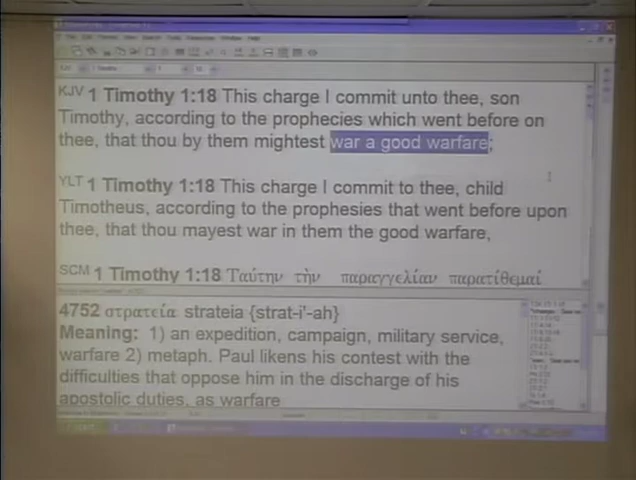 KJV 1 Timothy 1:18 This charge I commit unto thee, son
Timothy, according to the prophecies which went before on
thee, that thou by them mightest war a good warfare;
YLT 1 Timothy 1:18 This charge I commit to thee, child
Timotheus, according to the prophesies that went before upon
thee, that thou mayest war in them the good warfare,
SCM 1 Timothy 1:18 Ταύτην τὴν παραγγελίαν παρατίθεμαί
4752 στρατεία strateia {strat-i'-ah}
Meaning: 1) an expedition, campaign, military service,
warfare 2) metaph. Paul likens his contest with the
difficulties that oppose him in the discharge of his
apostolic duties, as warfare